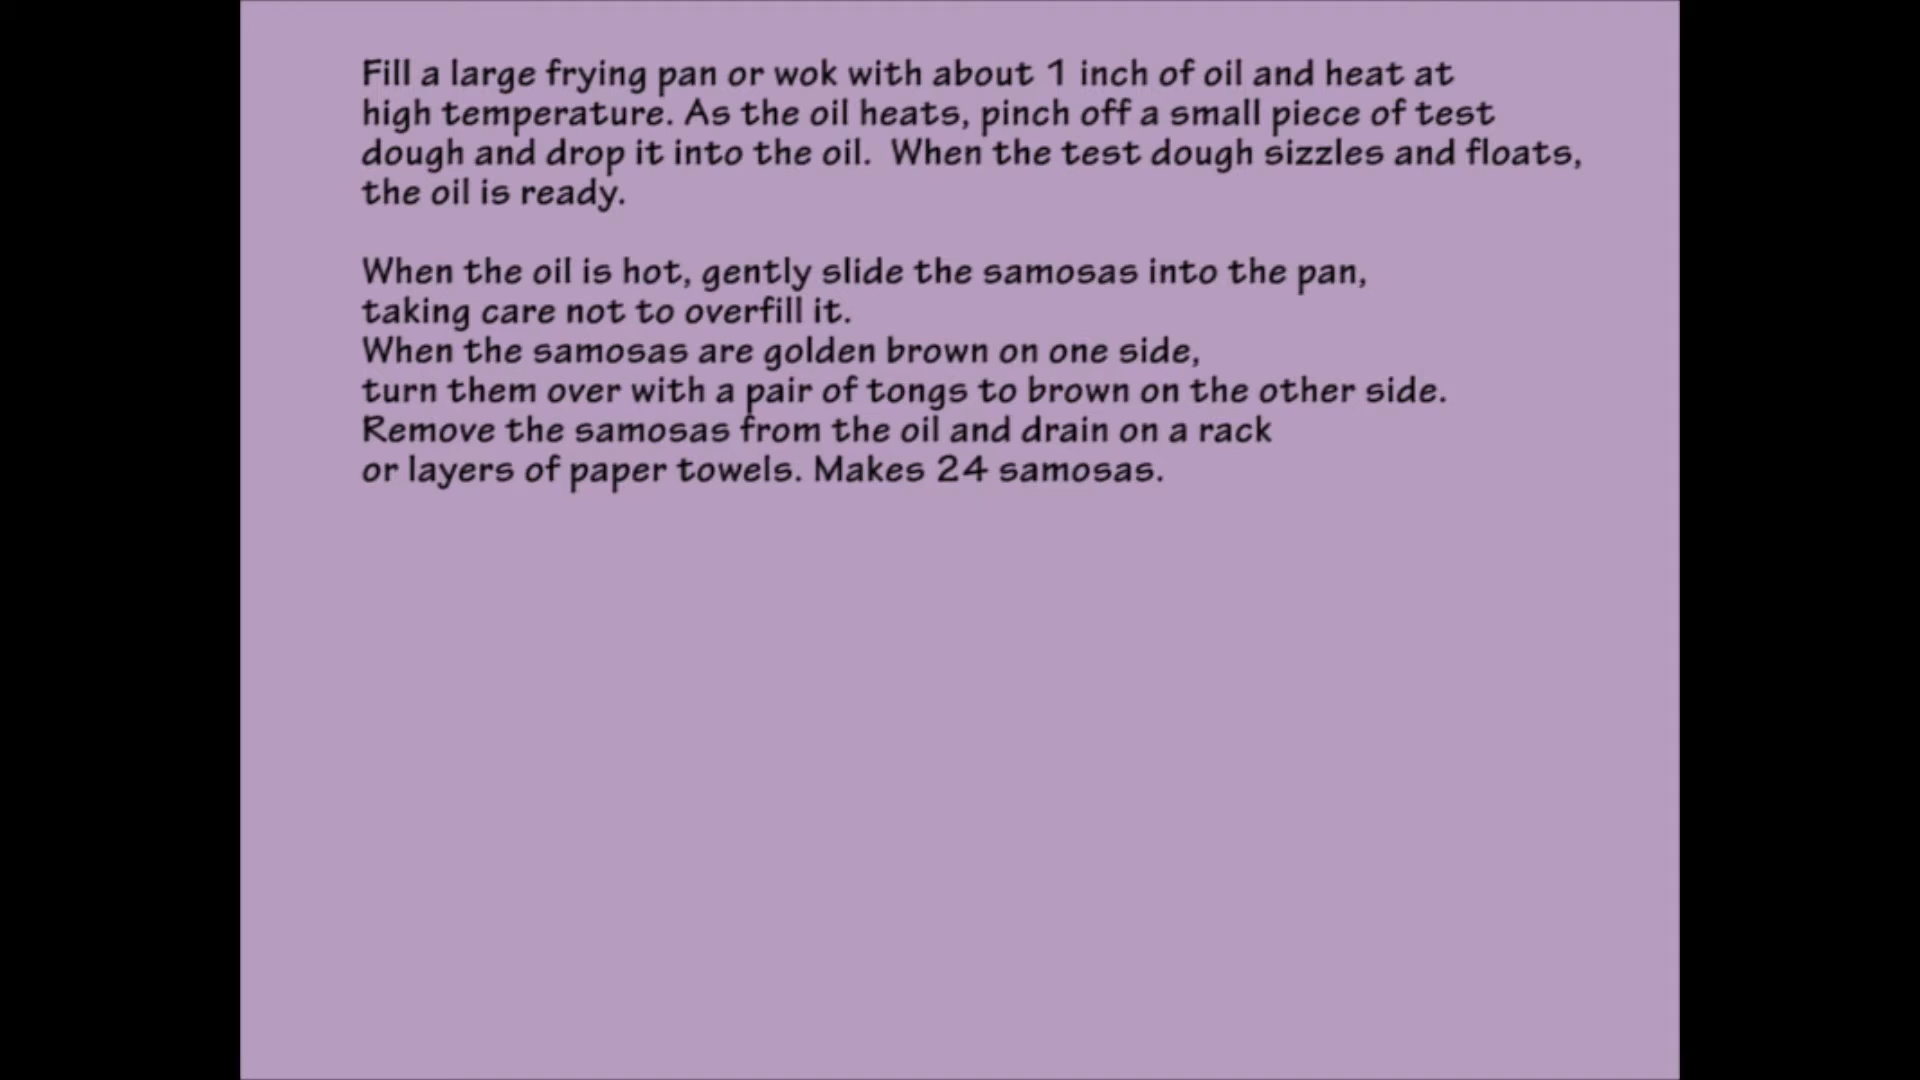 Fill a large frying pan or wok with about 1 inch of oil and heat at
high temperature. As the oil heats, pinch off a small piece of test
dough and drop it into the oil.  When the test dough sizzles and floats,
the oil is ready.
When the oil is hot, gently slide the samosas into the pan,
taking care not to overfill it.
When the samosas are golden brown on one side,
turn them over with a pair of tongs to brown on the other side.
Remove the samosas from the oil and drain on a rack
or layers of paper towels. Makes 24 samosas.